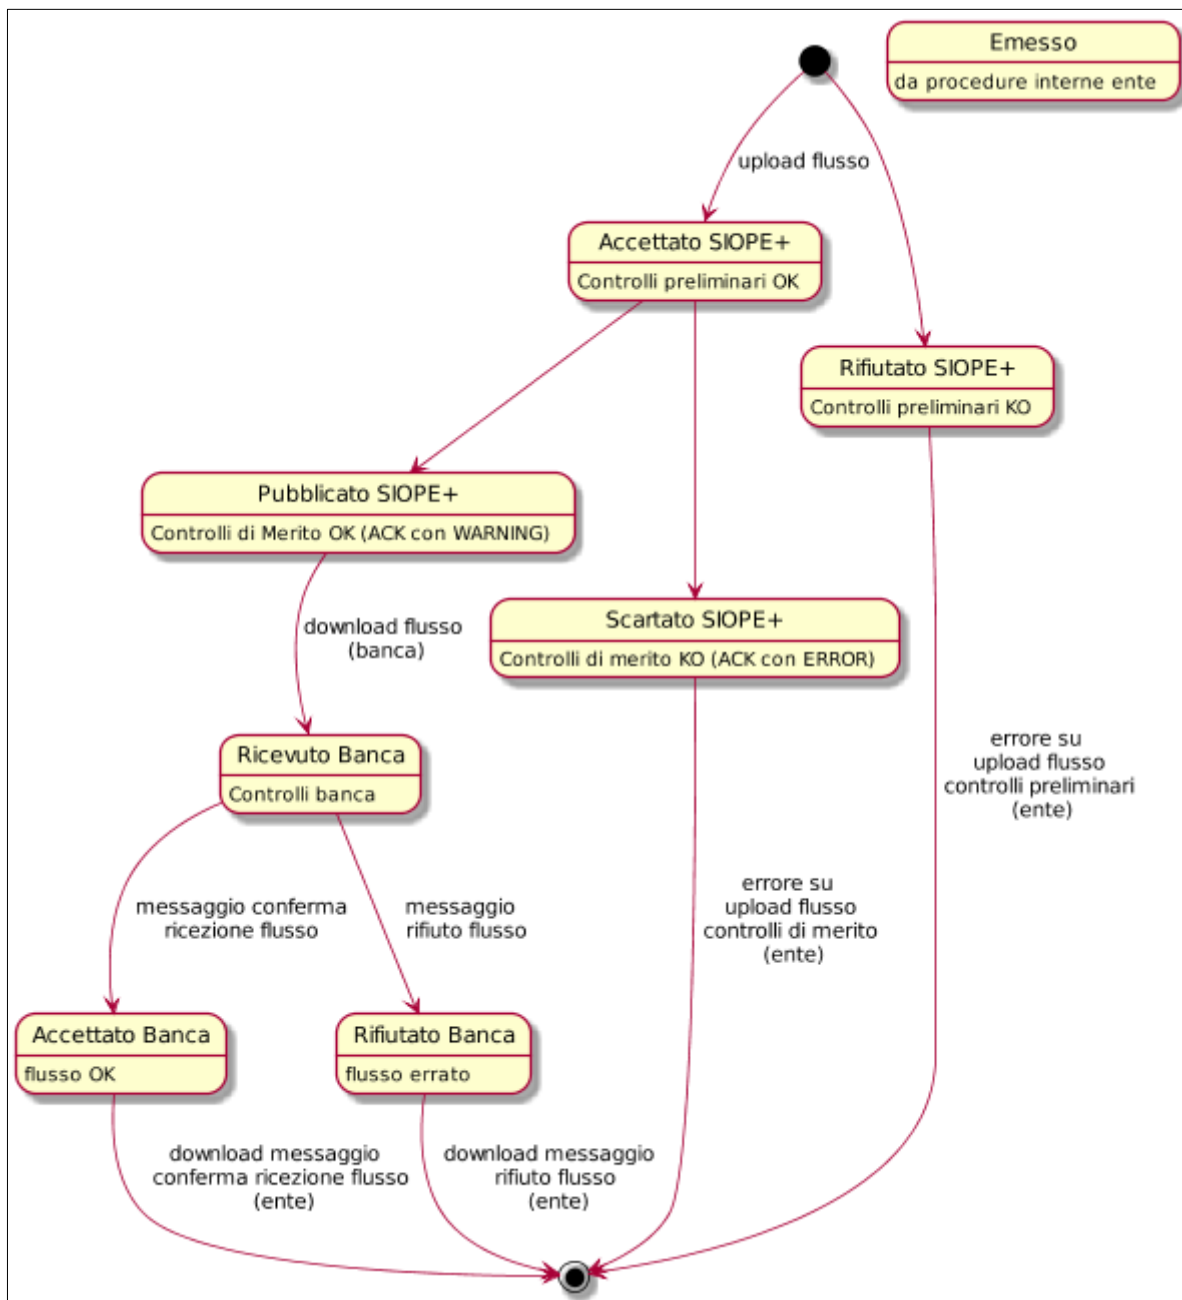 Emesso
da procedure interne ente
upload flusso
Accettato SIOPE+
Controlli preliminari OK
Rifiutato SIOPE+
Controlli preliminari KO
Pubblicato SIOPE+
Controlli di Merito OK (ACK con WARNING)
download flusso
(banca)
Scartato SIOPE+
Controlli di merito KO (ACK con ERROR)
Ricevuto Banca
Controlli banca
errore su
upload flusso
controlli preliminari
(ente)
messaggio conferma
ricezione flusso
messaggio
rifiuto flusso
errore su
upload flusso
controlli di merito
(ente)
Accettato Banca
flusso OK
Rifiutato Banca
flusso errato
download messaggio
conferma ricezione flusso
(ente)
download messaggio
rifiuto flusso
(ente)